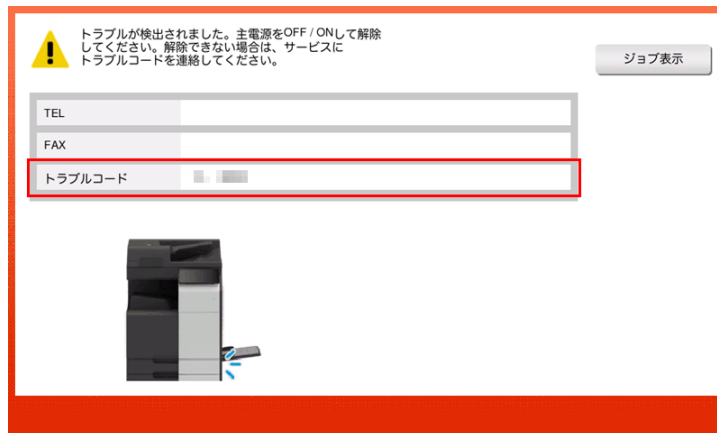 トラブルが検出されました。主電源をOFF / ONして解除
してください。解除できない場合は、サービスに
トラブルコードを連絡してください。
ジョブ表示
TEL
FAX
トラブルコード